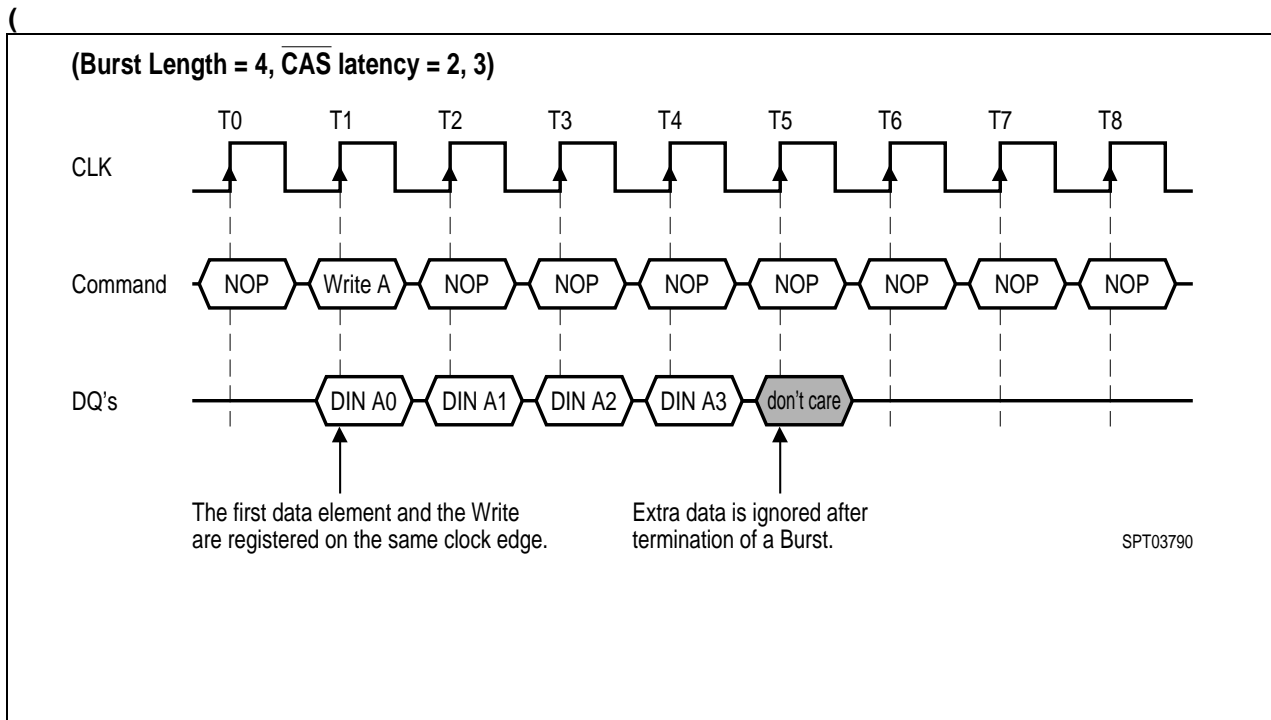 (
(Burst Length = 4, CAS latency = 2, 3)
T0 T1 T2 T3 T4 T5 T6 T7 T8
CLK
Command NOP Write A NOP NOP NOP NOP NOP NOP NOP
DQ's DIN A0 DIN A1 DIN A2 DIN A3 don't care
The first data element and the Write
are registered on the same clock edge.
Extra data is ignored after
termination of a Burst.
SPT03790